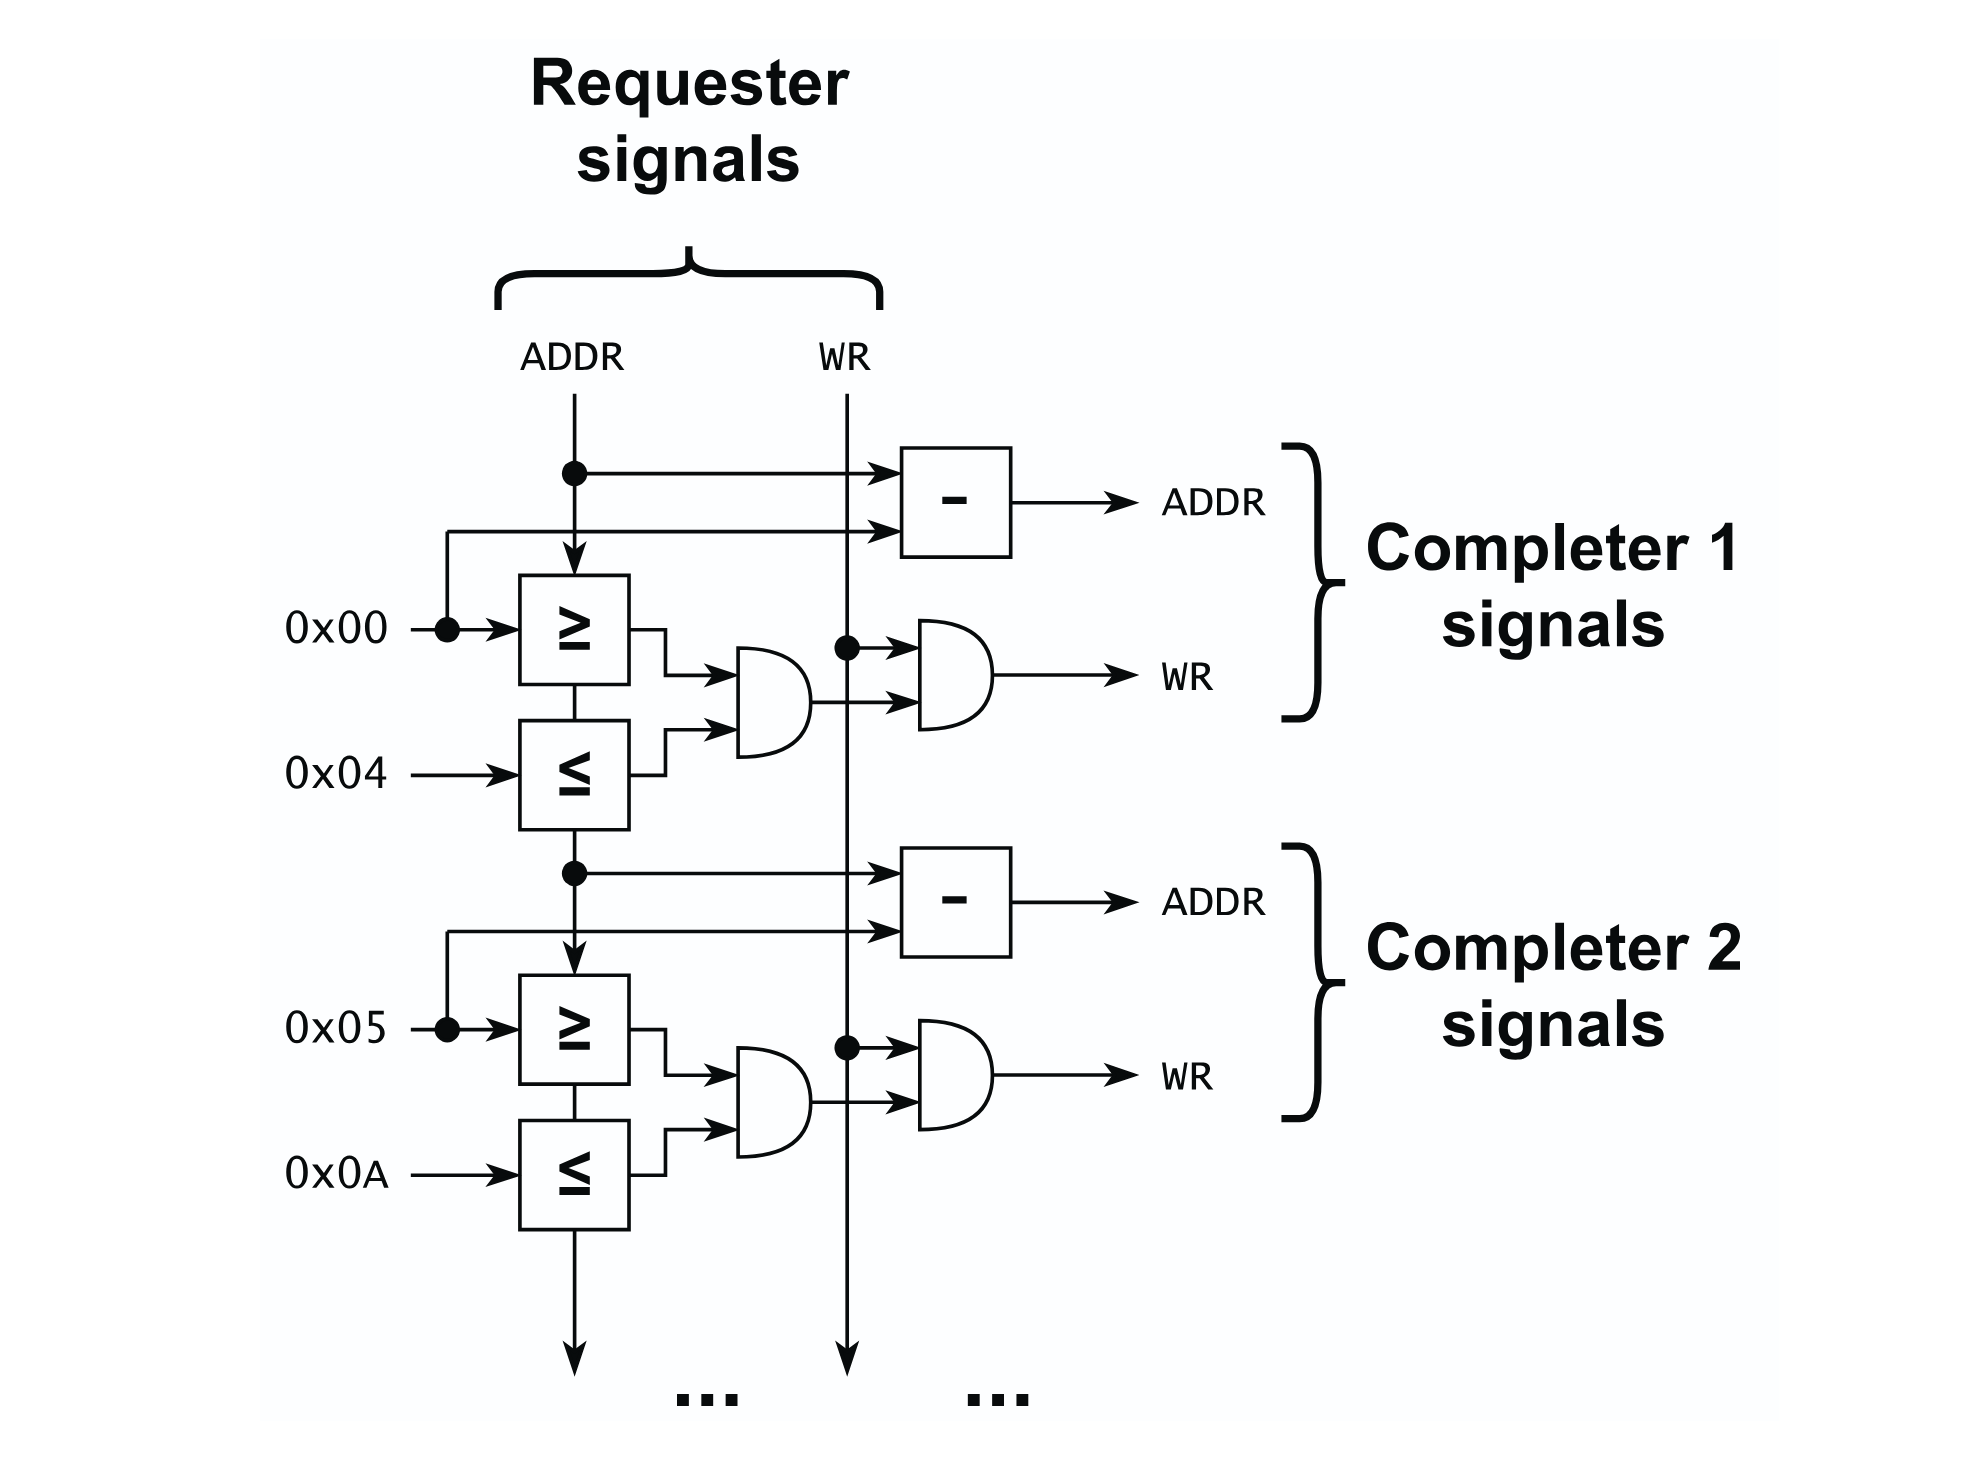 Requester
signals
ADDR
WR
-
ADDR
0x00
≥
WR
0x04
≤
Completer 1
signals
-
ADDR
0x05
≥
WR
0x0A
≤
Completer 2
signals
...
...